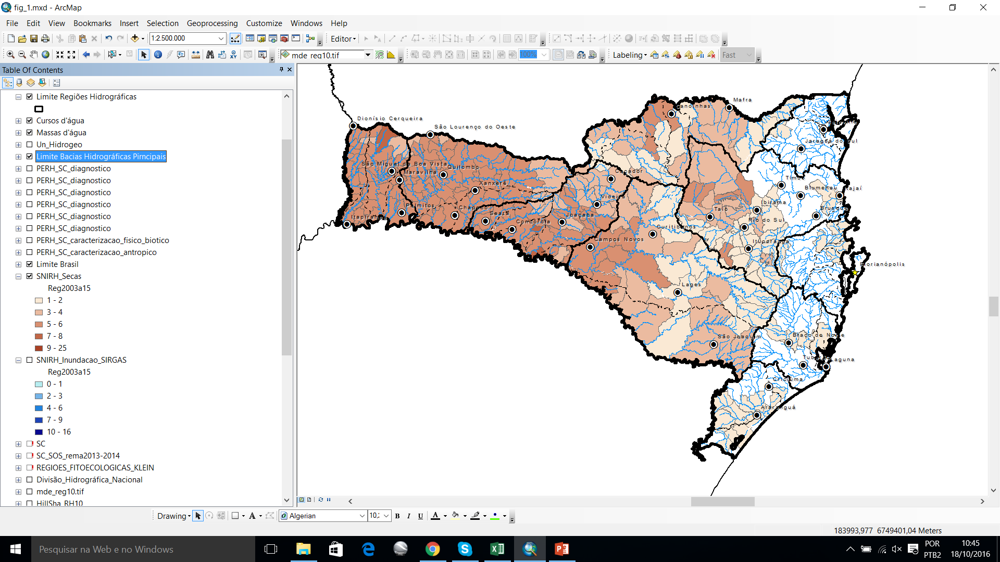 fig_1.mxd - ArcMap
File Edit View Bookmarks Insert Selection Geoprocessing Customize Windows Help
1:2.500.000
Editor
mde_reg10.tif
100%
Labeling
Fast
Table Of Contents
Limite Regiões Hidrográficas
Cursos d'água
Massas d'água
Un_Hidrogeo
Limite Bacias Hidrográficas Pirncipais
PERH_SC_diagnostico
PERH_SC_diagnostico
PERH_SC_diagnostico
PERH_SC_diagnostico
PERH_SC_diagnostico
PERH_SC_diagnostico
PERH_SC_caracterizacao_fisico_biotico
PERH_SC_caracterizacao_antropico
Limite Brasil
SNIRH_Secas
Reg2003a15
1 - 2
3 - 4
5 - 6
7 - 8
9 - 25
SNIRH_Inundacao_SIRGAS
Reg2003a15
0 - 1
2 - 3
4 - 6
7 - 9
10 - 16
SC
SC_SOS_rema2013-2014
REGIOES_FITOECOLOGICAS_KLEIN
Divisão_Hidrográfica_Nacional
mde_reg10.tif
HillSha_RH10
Mafra
Canoinhas
Dionísio Cerqueira
São Lourenço do Oeste
Jaraguá do Sul
São Miguel da Boa Vista
Maravilha
Quilombo
Caçador
Timbó
Xanxerê
Blumenau
Itajaí
Videira
Ibirama
Palmitos
Chapecó
Seara
Joaçaba
Taió
Brusque
Itapiranga
Concórdia
Rio do Sul
Curitibanos
Campos Novos
Ituporanga
Florianópolis
Lages
São Joaquim
Braço do Norte
Tubarão
Laguna
Criciúma
Araranguá
Drawing
Algerian
B I U A
183993,977 6749401,04 Meters
Pesquisar na Web e no Windows
POR
PTB2
10:45
18/10/2016